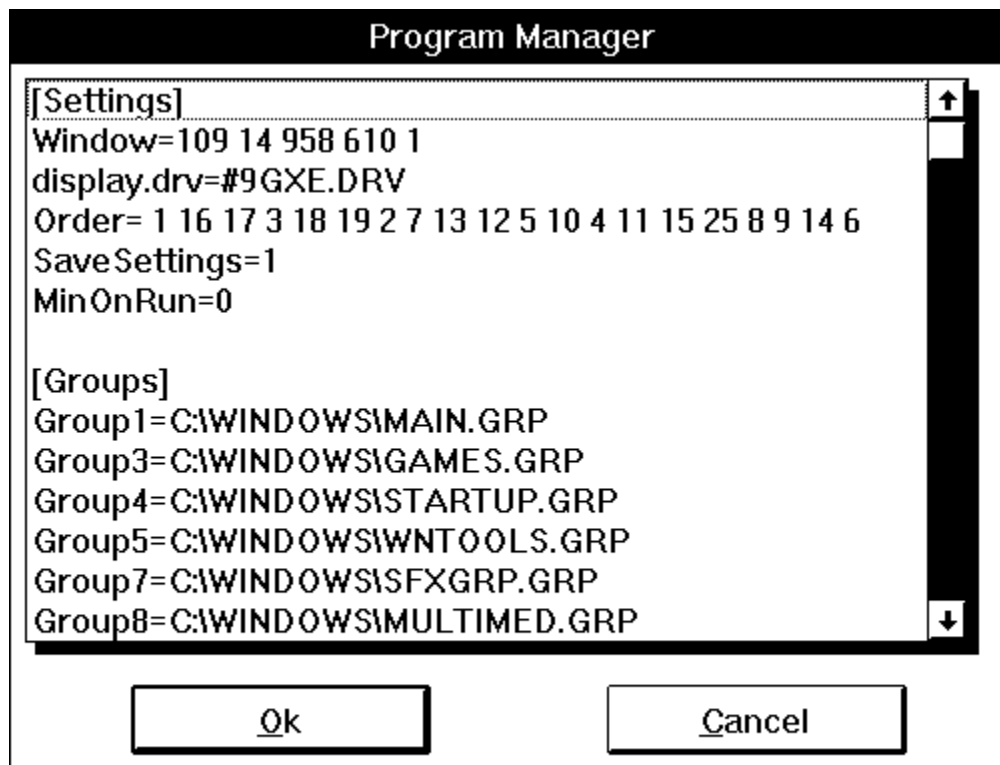 Program Manager
[Settings]
Window=109 14 958 610 1
display.drv=#9GXE.DRV
Order= 1 16 17 3 18 19 2 7 13 12 5 10 4 11 15 25 8 9 14 6
SaveSettings=1
MinOnRun=0
[Groups]
Group1=C:\WINDOWS\MAIN.GRP
Group3=C:\WINDOWS\GAMES.GRP
Group4=C:\WINDOWS\STARTUP.GRP
Group5=C:\WINDOWS\WNTOOLS.GRP
Group7=C:\WINDOWS\SFXGRP.GRP
Group8=C:\WINDOWS\MULTIMED.GRP
Ok
Cancel